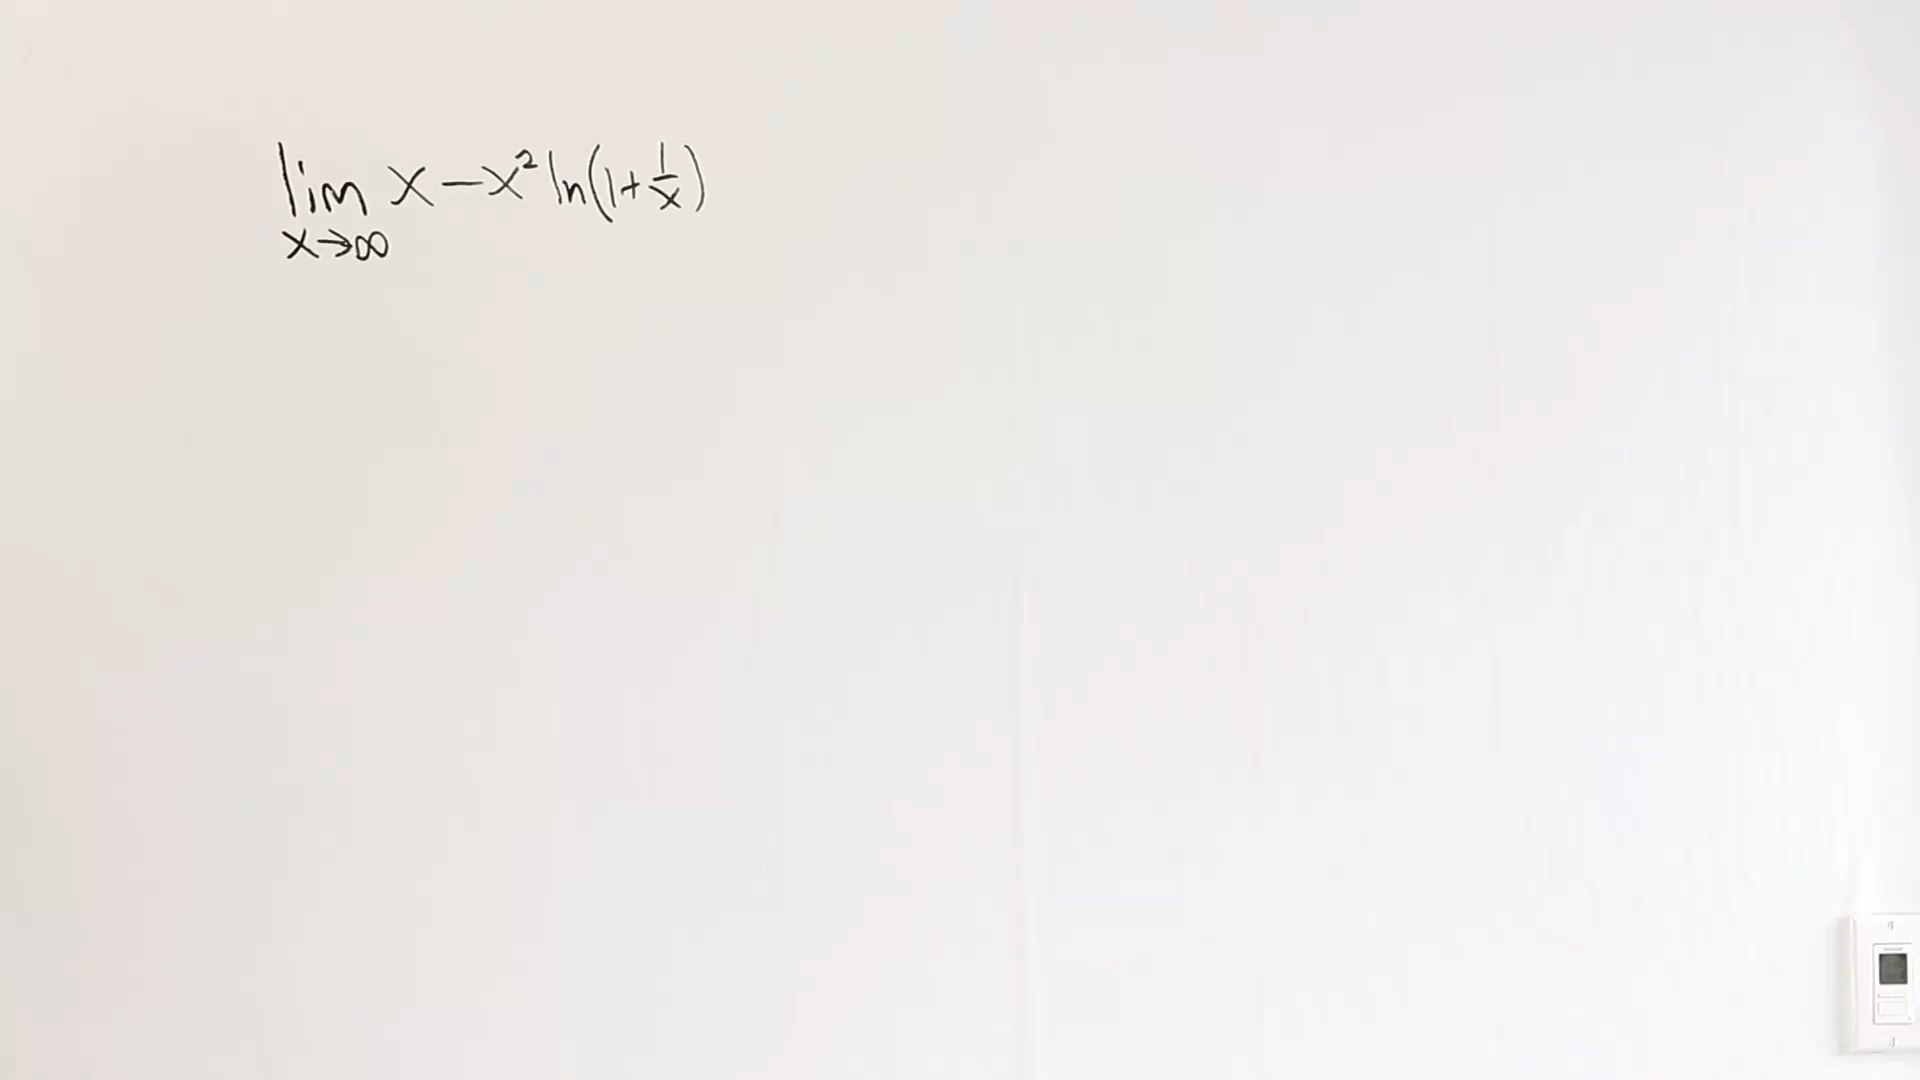 lim x - x² ln(1 + 1/x)
x→∞